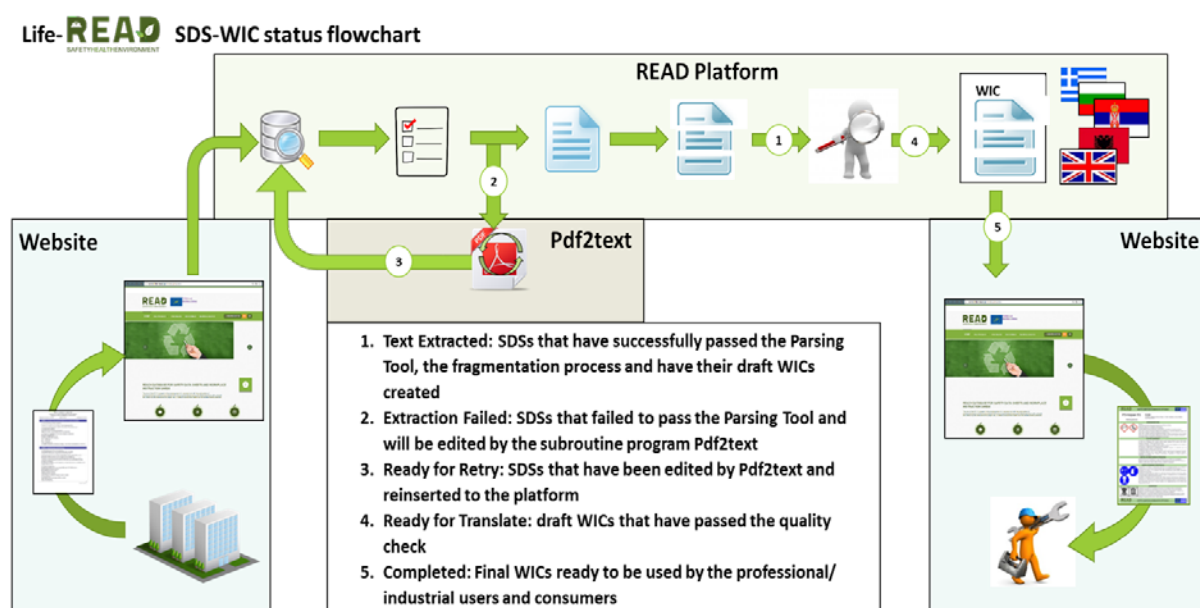 Life-READ SDS-WIC status flowchart
SAFETYHEALTHENVIRONMENT
READ Platform
WIC
1
4
2
5
3
Website
Pdf2text
Website
READ
READ
PDF
1. Text Extracted: SDSs that have successfully passed the Parsing
Tool, the fragmentation process and have their draft WICs
created
2. Extraction Failed: SDSs that failed to pass the Parsing Tool and
will be edited by the subroutine program Pdf2text
3. Ready for Retry: SDSs that have been edited by Pdf2text and
reinserted to the platform
4. Ready for Translate: draft WICs that have passed the quality
check
5. Completed: Final WICs ready to be used by the professional/
industrial users and consumers